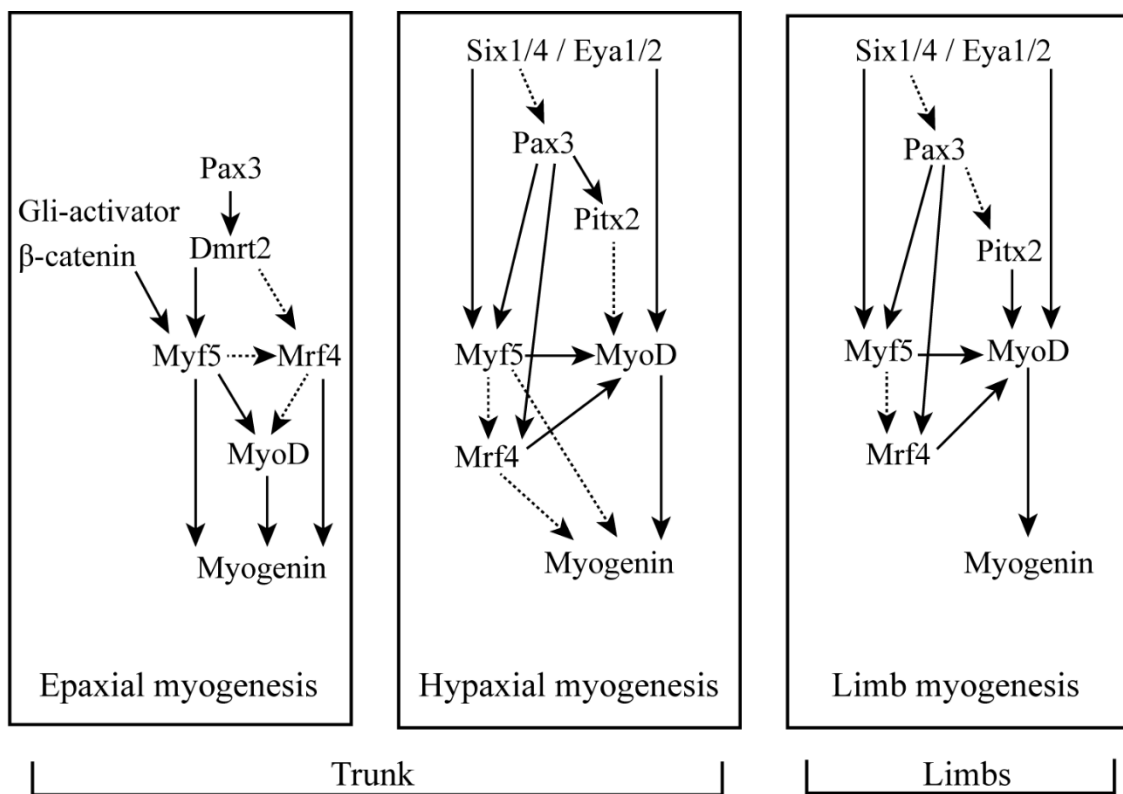 Pax3
Gli-activator
β-catenin
Dmrt2
Myf5
Mrf4
MyoD
Myogenin
Epaxial myogenesis
Six1/4 / Eya1/2
Pax3
Pitx2
Myf5
MyoD
Mrf4
Myogenin
Hypaxial myogenesis
Six1/4 / Eya1/2
Pax3
Pitx2
Myf5
MyoD
Mrf4
Myogenin
Limb myogenesis
Trunk
Limbs